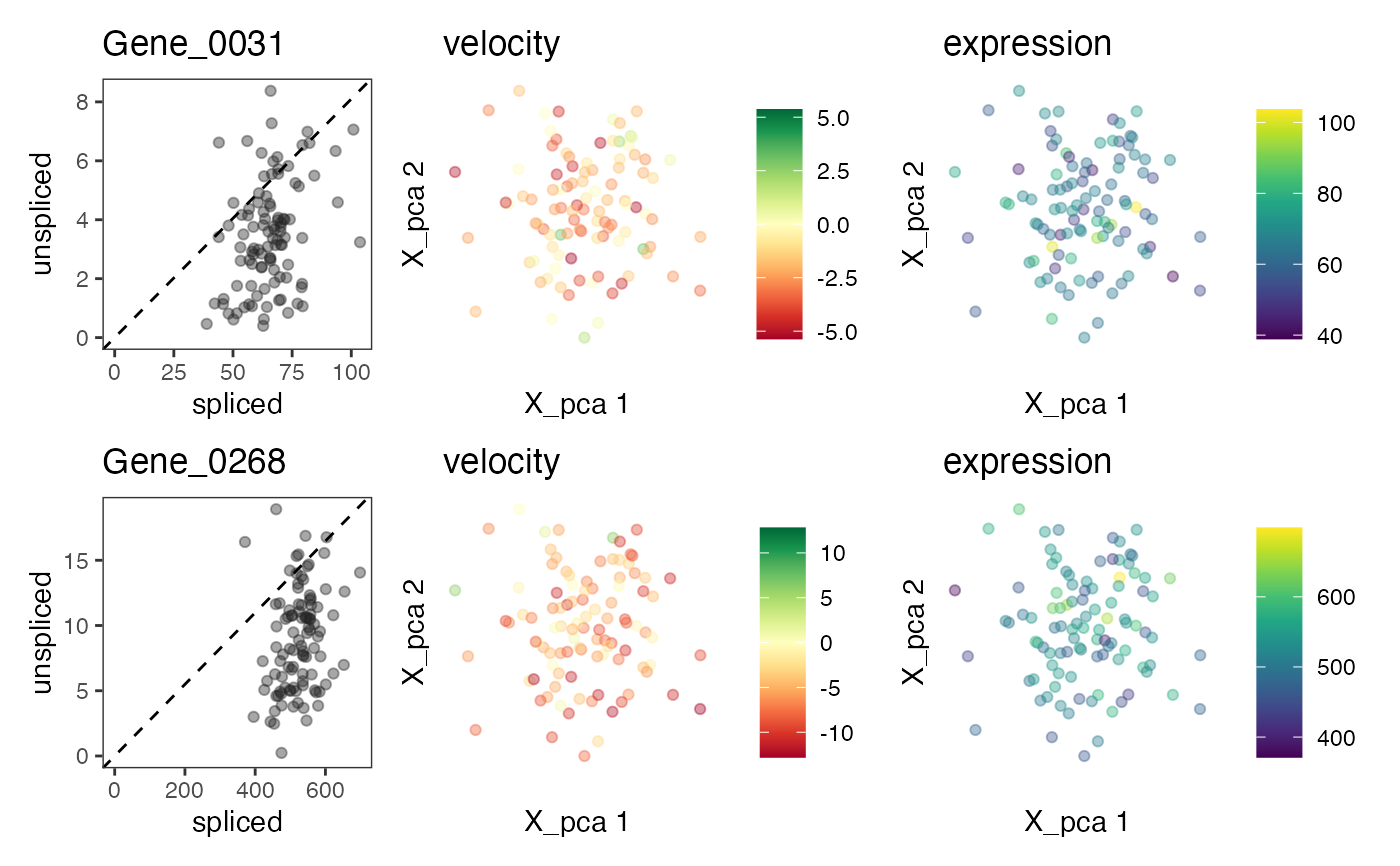 Gene_0031
velocity
expression
8
6
4
2
0
unspliced
0 25 50 75 100
spliced
X_pca 2
X_pca 1
5.0
2.5
0.0
-2.5
-5.0
X_pca 2
X_pca 1
100
80
60
40
Gene_0268
velocity
expression
15
10
5
0
unspliced
0 200 400 600
spliced
X_pca 2
X_pca 1
10
5
0
-5
-10
X_pca 2
X_pca 1
600
500
400